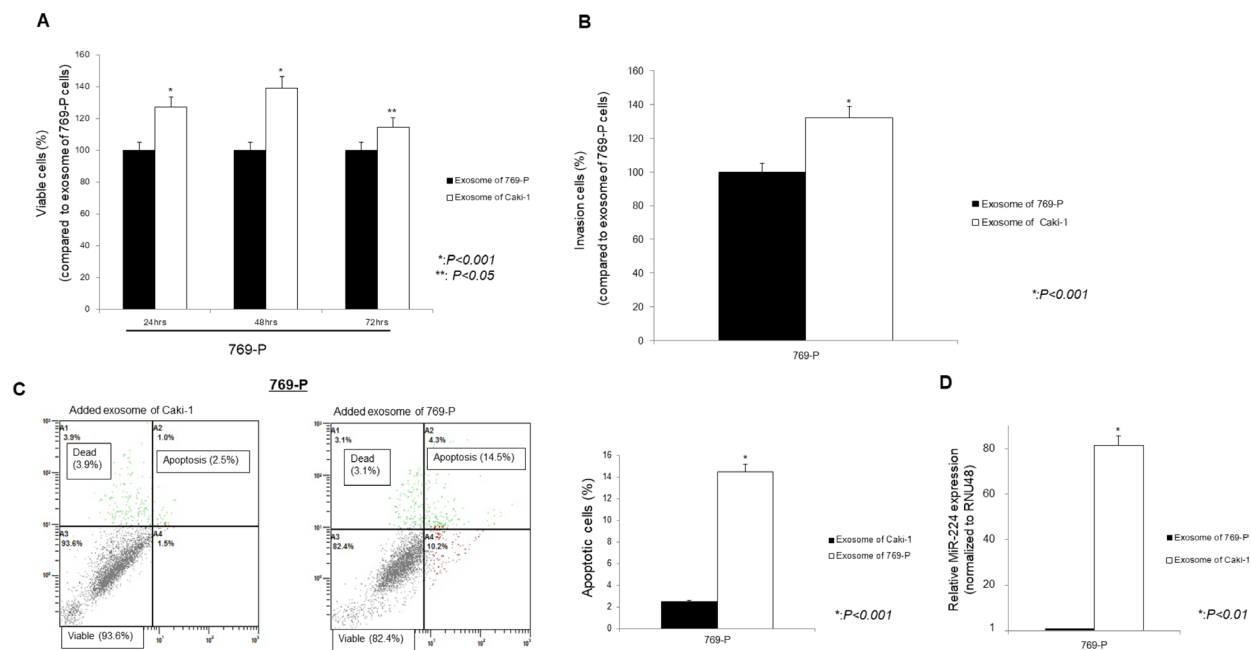 A
Viable cells (%)
(compared to exosome of 769-P cells)
160
140
120
100
80
60
40
20
0
*
*
**
24hrs
48hrs
72hrs
769-P
Exosome of 769-P
Exosome of Caki-1
*:P<0.001
**: P<0.05
B
Invasion cells (%)
(compared to exosome of 769-P cells)
160
140
120
100
80
60
40
20
0
*
769-P
Exosome of 769-P
Exosome of Caki-1
*:P<0.001
C
769-P
Added exosome of Caki-1
A1
3.9%
A2
1.0%
Dead
(3.9%)
Apoptosis (2.5%)
A3
93.6%
A4
1.5%
Viable (93.6%)
Added exosome of 769-P
A1
3.1%
A2
4.3%
Dead
(3.1%)
Apoptosis (14.5%)
A3
82.4%
A4
10.2%
Viable (82.4%)
Apoptotic cells (%)
16
14
12
10
8
6
4
2
0
*
769-P
Exosome of Caki-1
Exosome of 769-P
*:P<0.001
D
Relative MiR-224 expression
(normalized to RNU48)
80
60
40
20
1
*
769-P
Exosome of 769-P
Exosome of Caki-1
*:P<0.01